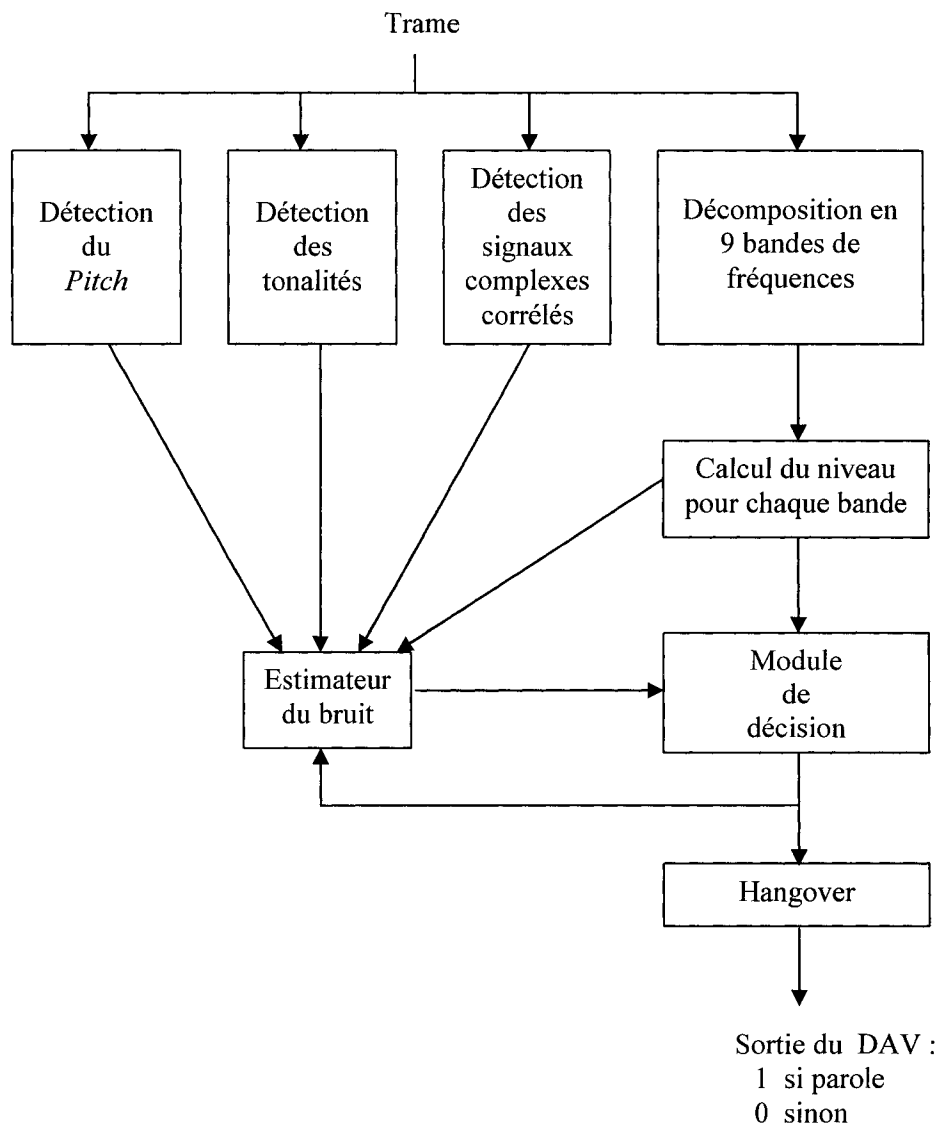 Trame
Détection
du
Pitch
Détection
des
tonalités
Détection
des
signaux
complexes
corrélés
Décomposition en
9 bandes de
fréquences
Calcul du niveau
pour chaque bande
Estimateur
du bruit
Module
de
décision
Hangover
Sortie du DAV :
1 si parole
0 sinon